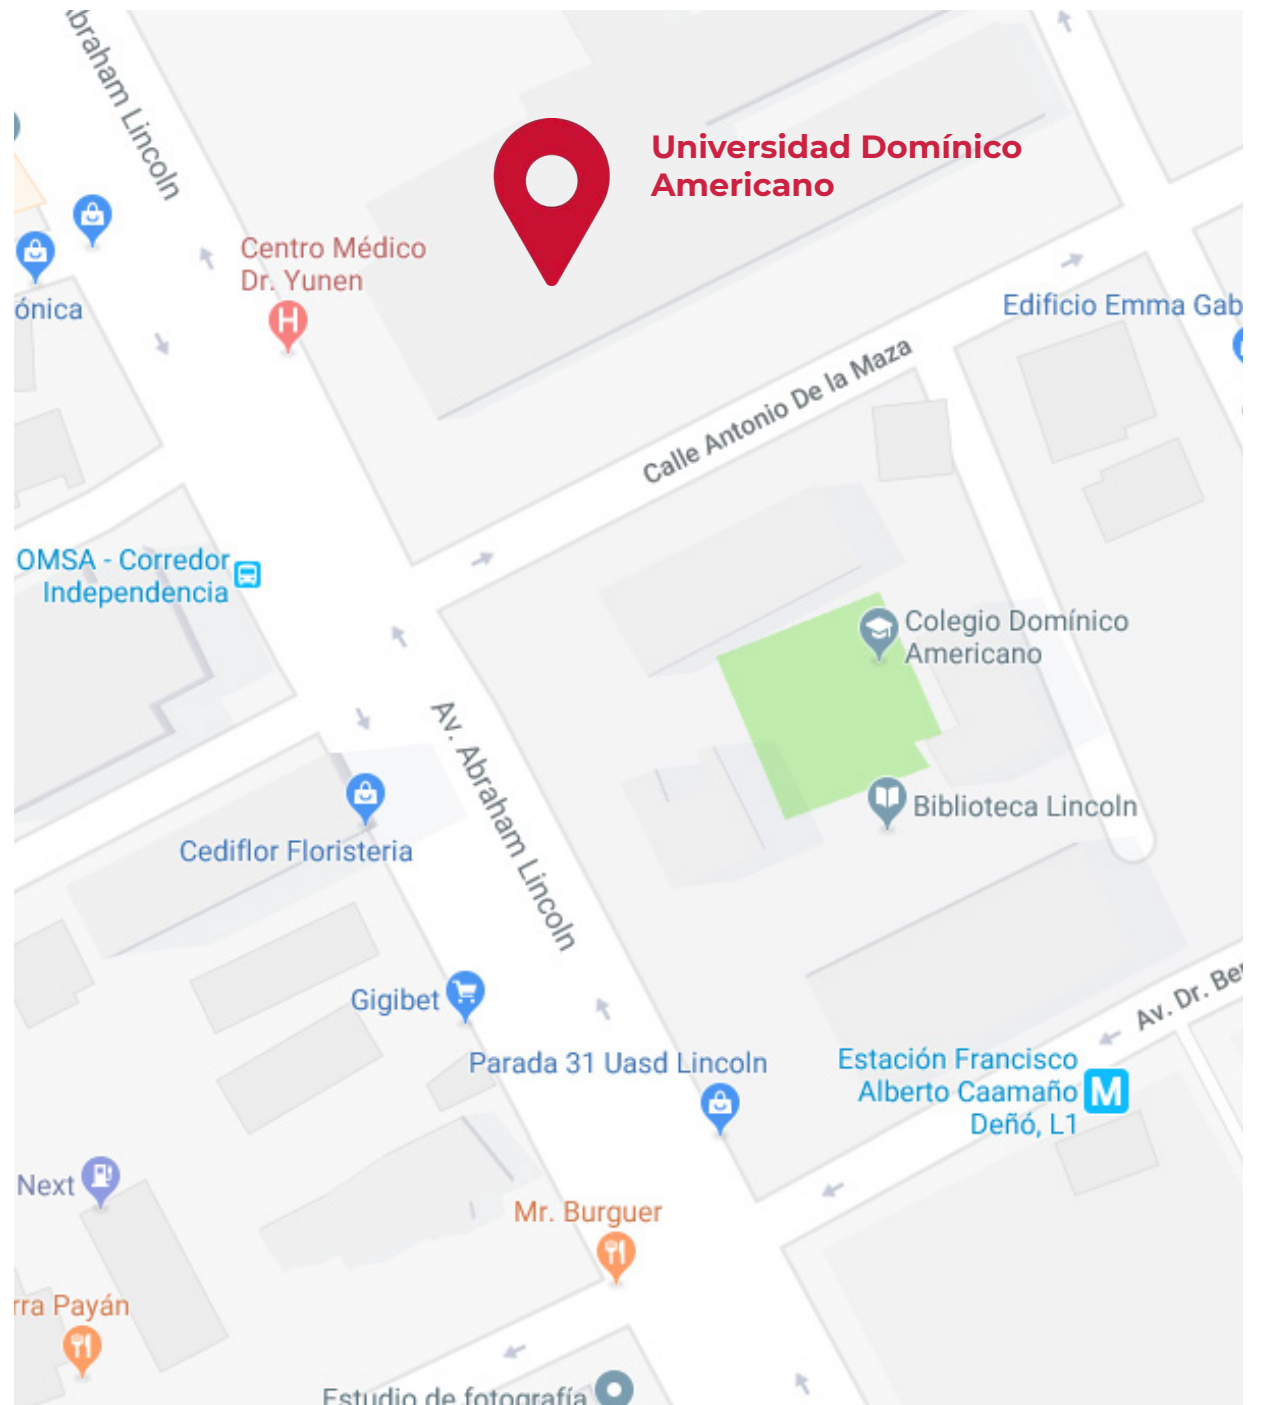 Abraham Lincoln
Universidad Domínico
Americano
Centro Médico
Dr. Yunen
ónica
Edificio Emma Gab
Calle Antonio De la Maza
OMSA - Corredor
Independencia
Colegio Domínico
Americano
Av. Abraham Lincoln
Biblioteca Lincoln
Cediflor Floristeria
Gigibet
Av. Dr. Ber
Parada 31 Uasd Lincoln
Estación Francisco
Alberto Caamaño
Deñó, L1
M
Next
Mr. Burguer
rra Payán
Estudio de fotografía